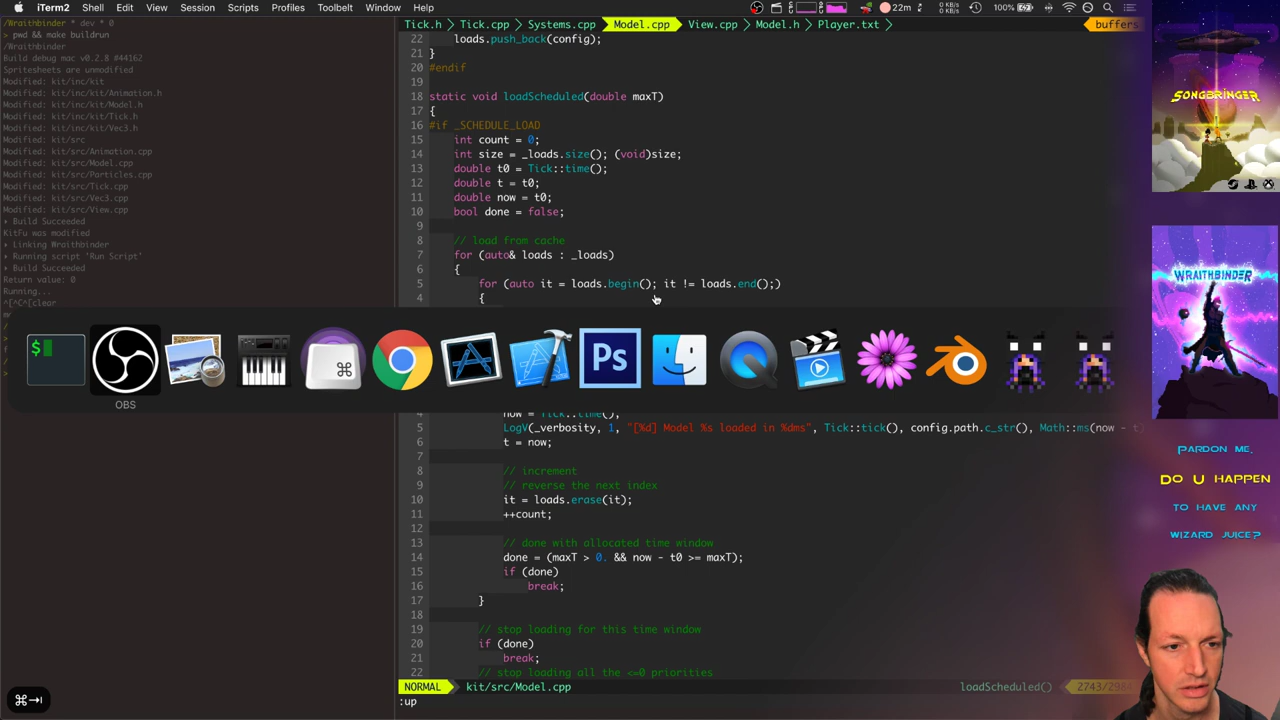 iTerm2 Shell Edit View Session Scripts Profiles Toolbelt Window Help
22m 100% 0 KB/s 0 KB/s
/Wraithbinder * dev * 0
> pwd && make buildrun
/Wraithbinder
Build debug mac v0.2.8 #44162
Spritesheets are unmodified
Modified: kit/inc/kit
Modified: kit/inc/kit/Animation.h
Modified: kit/inc/kit/Model.h
Modified: kit/inc/kit/Tick.h
Modified: kit/inc/kit/Vec3.h
Modified: kit/src
Modified: kit/src/Animation.cpp
Modified: kit/src/Model.cpp
Modified: kit/src/Particles.cpp
Modified: kit/src/Tick.cpp
Modified: kit/src/Vec3.cpp
Modified: kit/src/View.cpp
▸ Build Succeeded
KitFu was modified
▸ Linking Wraithbinder
▸ Running script 'Run Script'
▸ Build Succeeded
Return value: 0
Running...
^[^C^[clear
Tick.h > Tick.cpp > Systems.cpp Model.cpp View.cpp > Model.h > Player.txt > buffers
22 loads.push_back(config);
21 }
20 #endif
19
18 static void loadScheduled(double maxT)
17 {
16 #if _SCHEDULE_LOAD
15 int count = 0;
14 int size = _loads.size(); (void)size;
13 double t0 = Tick::time();
12 double t = t0;
11 double now = t0;
10 bool done = false;
9
8 // load from cache
7 for (auto& loads : _loads)
6 {
5 for (auto it = loads.begin(); it != loads.end();)
4 {
$
Ps
OBS
4 now = Tick::time();
5 LogV(_verbosity, 1, "[%d] Model %s loaded in %dms", Tick::tick(), config.path.c_str(), Math::ms(now - t)
6 t = now;
7
8 // increment
9 // reverse the next index
10 it = loads.erase(it);
11 ++count;
12
13 // done with allocated time window
14 done = (maxT > 0. && now - t0 >= maxT);
15 if (done)
16 break;
17 }
18
19 // stop loading for this time window
20 if (done)
21 break;
22 // stop loading all the <=0 priorities
NORMAL kit/src/Model.cpp loadScheduled()
:up
⌘⇥
SONGBRINGER
WRAITHBINDER
PARDON ME,
DO U HAPPEN
TO HAVE ANY
WIZARD JUICE?